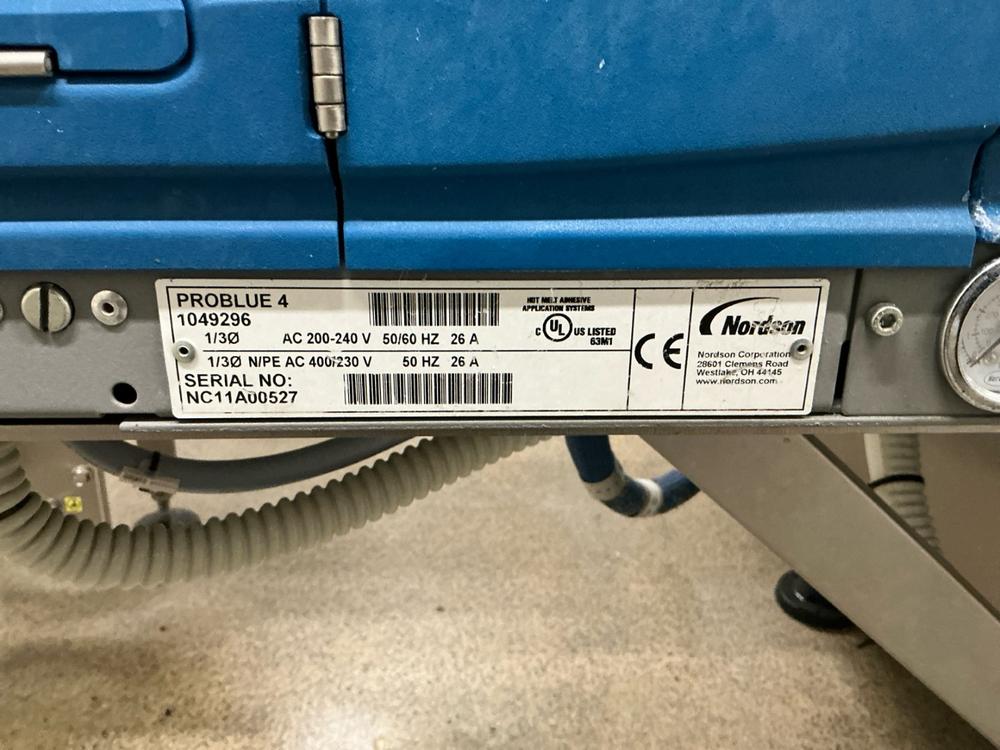 PROBLUE 4
1049296
1/3Ø AC 200-240 V 50/60 HZ 26 A
1/3Ø N/PE AC 400/230 V 50 HZ 26 A
SERIAL NO:
NC11A00527
HOT MELT ADHESIVE
APPLICATION SYSTEMS
C UL US LISTED
63M1
CE
Nordson
Nordson Corporation
28601 Clemens Road
Westlake, OH 44145
www.nordson.com